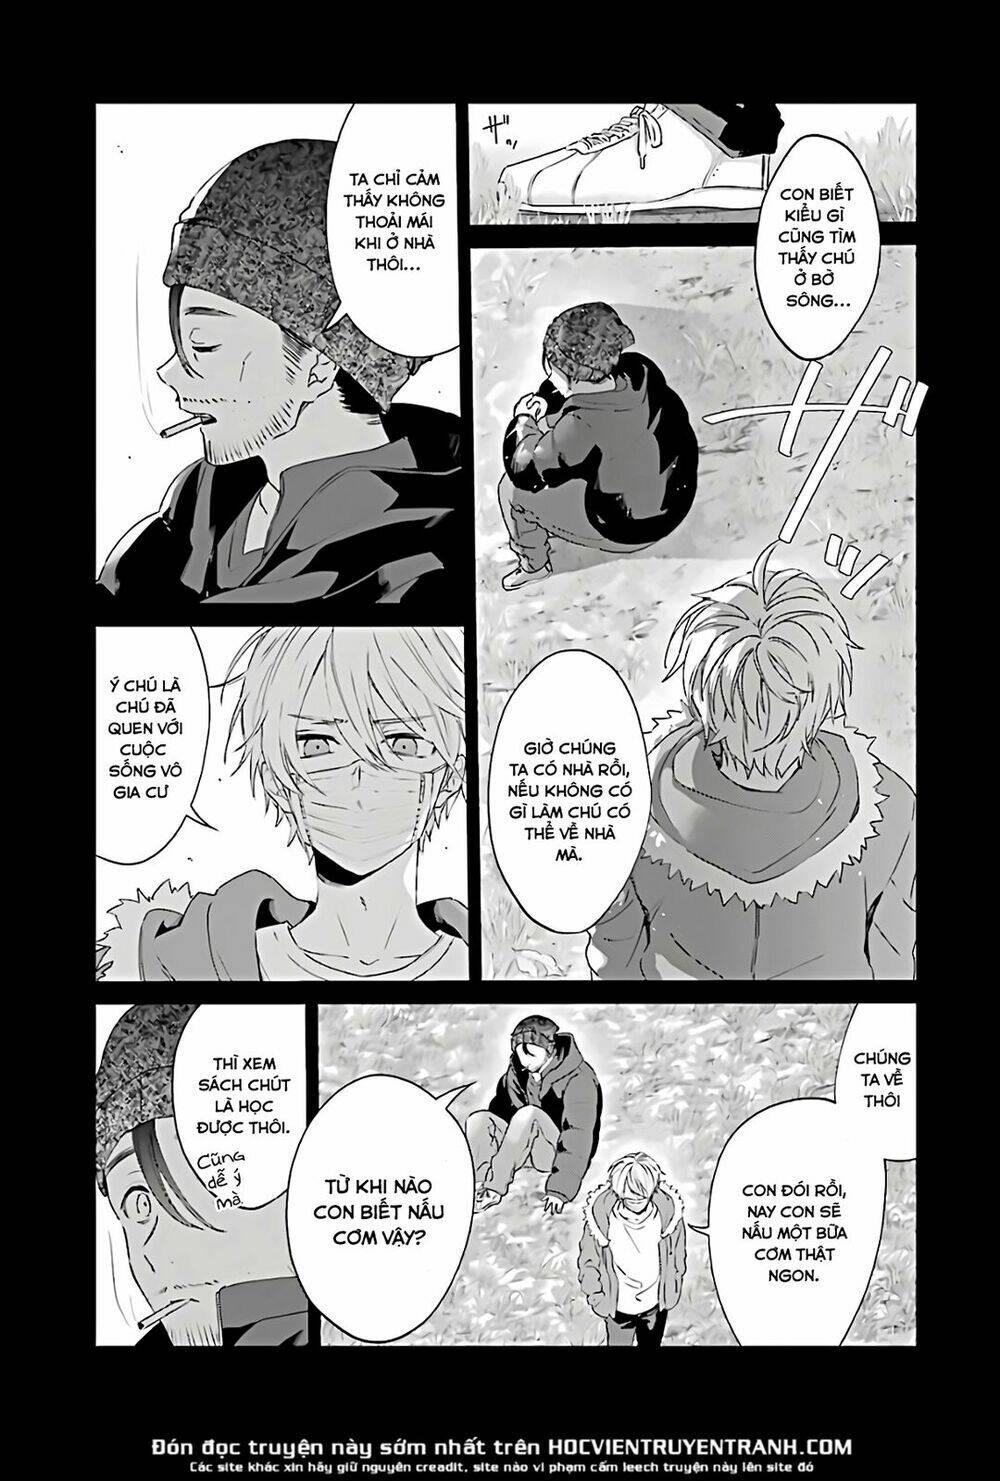 ザッ
CON BIẾT
KIỂU GÌ
CŨNG TÌM
THẤY CHÚ
Ở BỜ
SÔNG...
GIỜ CHÚNG
TA CÓ NHÀ RỒI,
NẾU KHÔNG CÓ
GÌ LÀM CHÚ CÓ
THỂ VỀ NHÀ
MÀ.
TA CHỈ CẢM
THẤY KHÔNG
THOẢI MÁI
KHI Ở NHÀ
THÔI...
Ý CHÚ LÀ
CHÚ ĐÃ
QUEN VỚI
CUỘC
SỐNG VÔ
GIA CƯ
CHÚNG
TA VỀ
THÔI
CON ĐÓI RỒI,
NAY CON SẼ
NẤU MỘT BỮA
CƠM THẬT
NGON.
TỪ KHI NÀO
CON BIẾT NẤU
CƠM VẬY?
THÌ XEM
SÁCH CHÚT
LÀ HỌC
ĐƯỢC THÔI.
Cũng
dễ ý
mà
Đón đọc truyện này sớm nhất trên HOCVIENTRUYENTRANH.COM
Các site khác xin hãy giữ nguyên creadit, site nào vi phạm cấm leech truyện này lên site đó